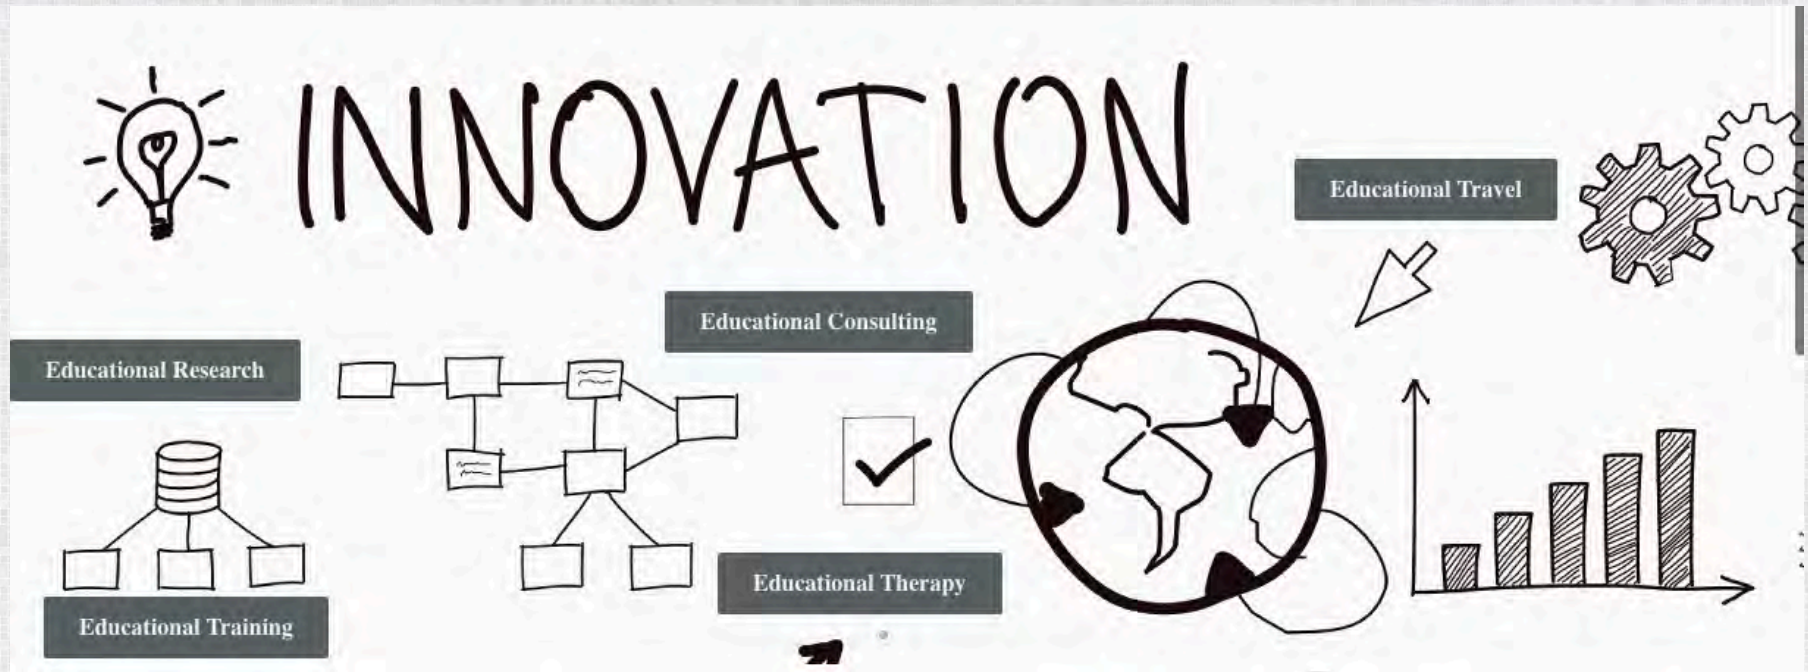 INNOVATION
Educational Travel
Educational Consulting
Educational Research
Educational Therapy
Educational Training